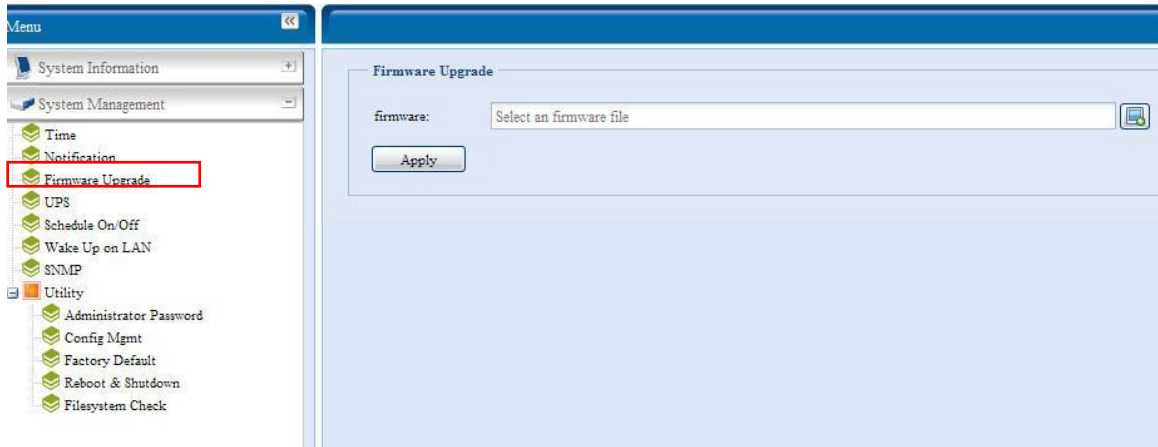 Menu
System Information
System Management
Time
Notification
Firmware Upgrade
UPS
Schedule On/Off
Wake Up on LAN
SNMP
Utility
Administrator Password
Config Mgmt
Factory Default
Reboot & Shutdown
Filesystem Check
Firmware Upgrade
firmware:
Select an firmware file
Apply